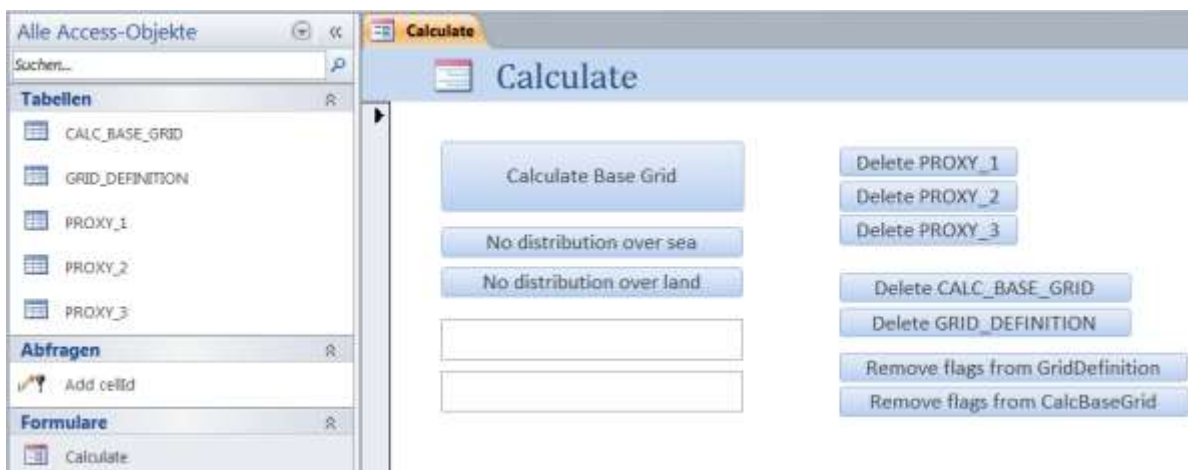 Alle Access-Objekte
Suchen...
Tabellen
CALC_BASE_GRID
GRID_DEFINITION
PROXY_1
PROXY_2
PROXY_3
Abfragen
Add cellId
Formulare
Calculate
Calculate
Calculate
Calculate Base Grid
No distribution over sea
No distribution over land
Delete PROXY_1
Delete PROXY_2
Delete PROXY_3
Delete CALC_BASE_GRID
Delete GRID_DEFINITION
Remove flags from GridDefinition
Remove flags from CalcBaseGrid